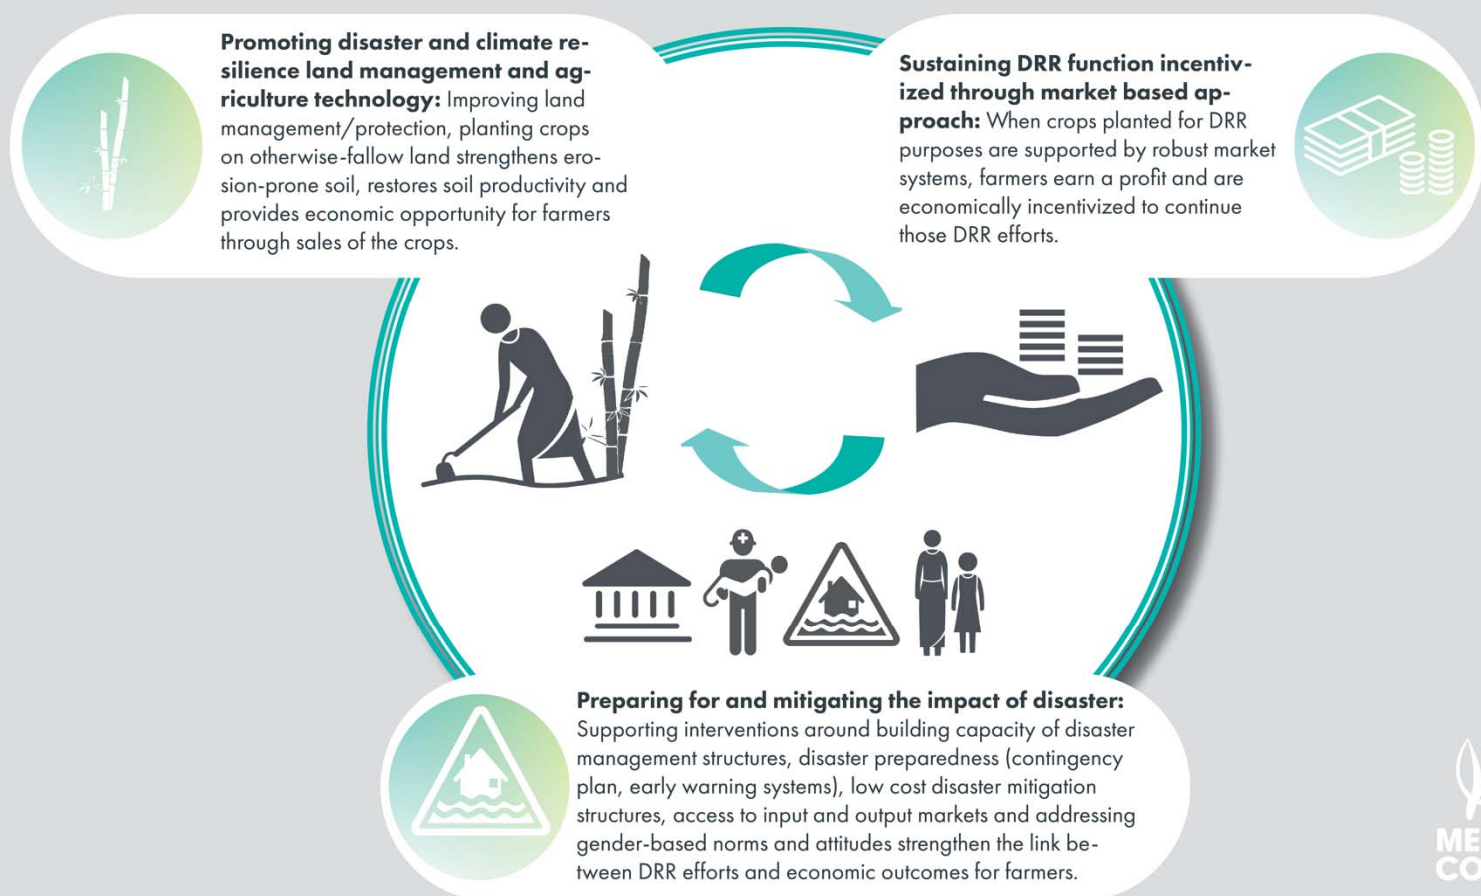 Promoting disaster and climate re-
silience land management and ag-
riculture technology: Improving land
management/protection, planting crops
on otherwise-fallow land strengthens ero-
sion-prone soil, restores soil productivity and
provides economic opportunity for farmers
through sales of the crops.
Sustaining DRR function incentiv-
ized through market based ap-
proach: When crops planted for DRR
purposes are supported by robust market
systems, farmers earn a profit and are
economically incentivized to continue
those DRR efforts.
Preparing for and mitigating the impact of disaster:
Supporting interventions around building capacity of disaster
management structures, disaster preparedness (contingency
plan, early warning systems), low cost disaster mitigation
structures, access to input and output markets and addressing
gender-based norms and attitudes strengthen the link be-
tween DRR efforts and economic outcomes for farmers.
ME
CO